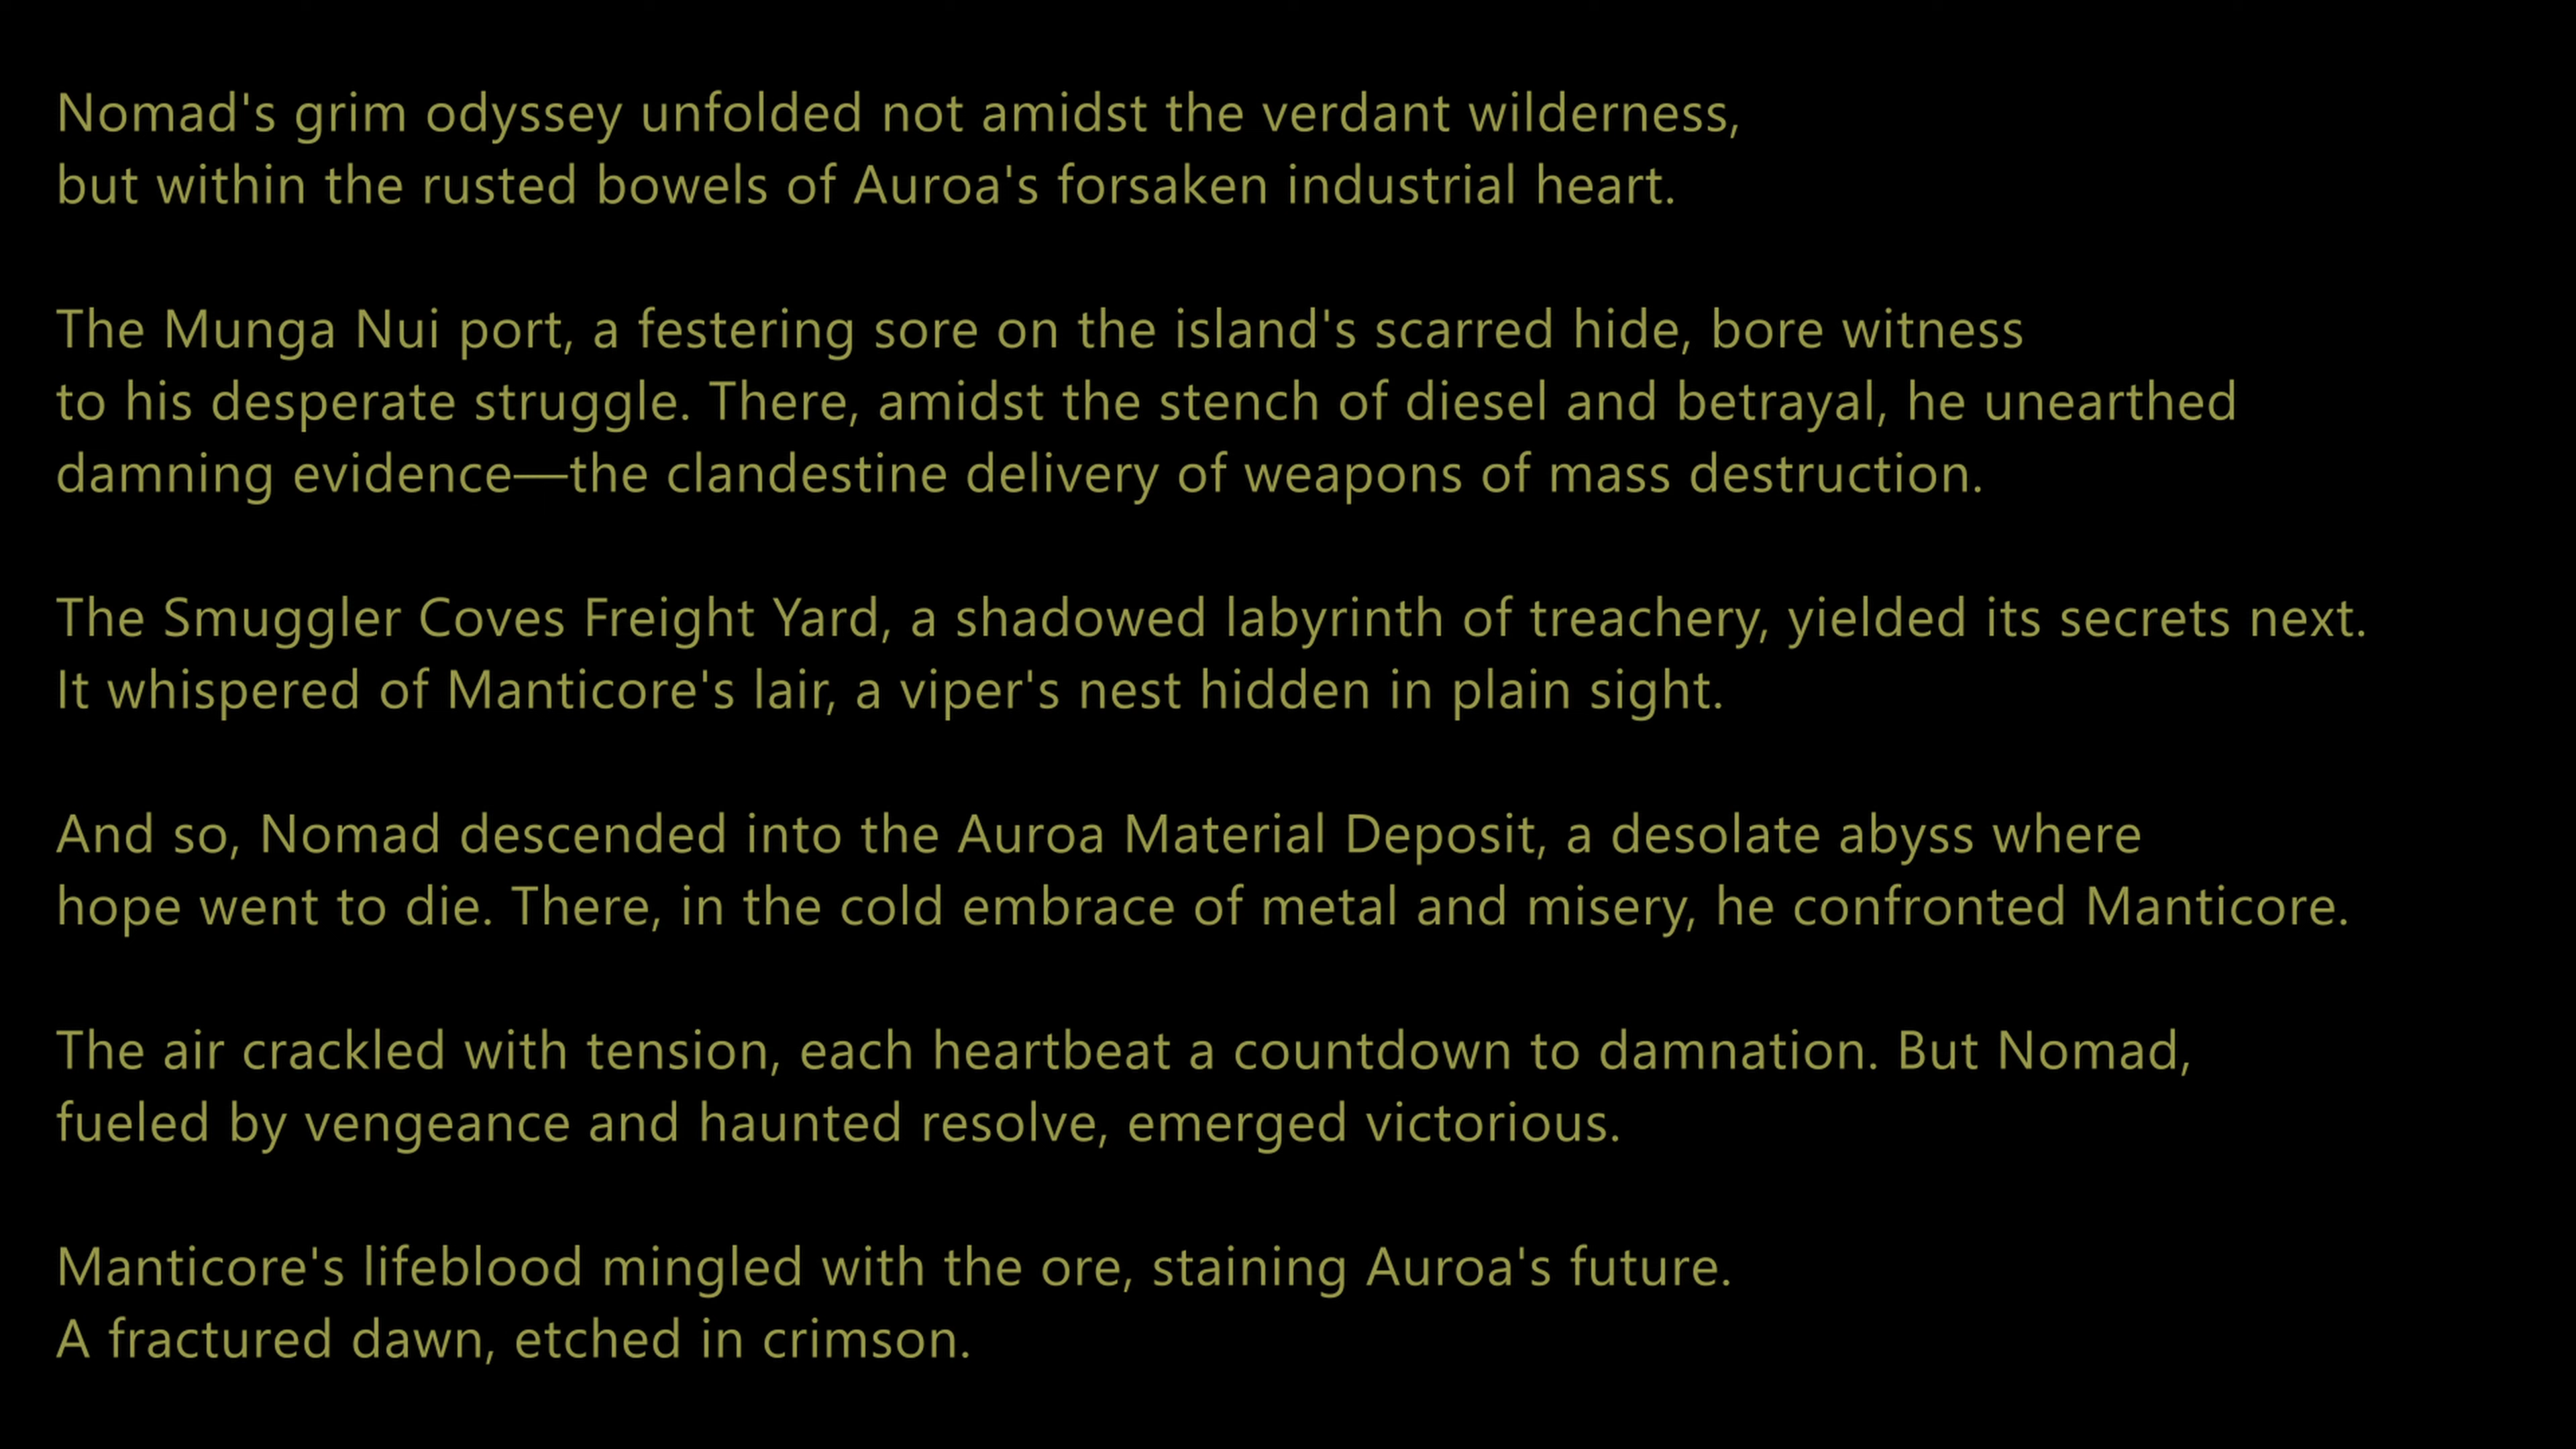 Nomad's grim odyssey unfolded not amidst the verdant wilderness,
but within the rusted bowels of Auroa's forsaken industrial heart.
The Munga Nui port, a festering sore on the island's scarred hide, bore witness
to his desperate struggle. There, amidst the stench of diesel and betrayal, he unearthed
damning evidence—the clandestine delivery of weapons of mass destruction.
The Smuggler Coves Freight Yard, a shadowed labyrinth of treachery, yielded its secrets next.
It whispered of Manticore's lair, a viper's nest hidden in plain sight.
And so, Nomad descended into the Auroa Material Deposit, a desolate abyss where
hope went to die. There, in the cold embrace of metal and misery, he confronted Manticore.
The air crackled with tension, each heartbeat a countdown to damnation. But Nomad,
fueled by vengeance and haunted resolve, emerged victorious.
Manticore's lifeblood mingled with the ore, staining Auroa's future.
A fractured dawn, etched in crimson.